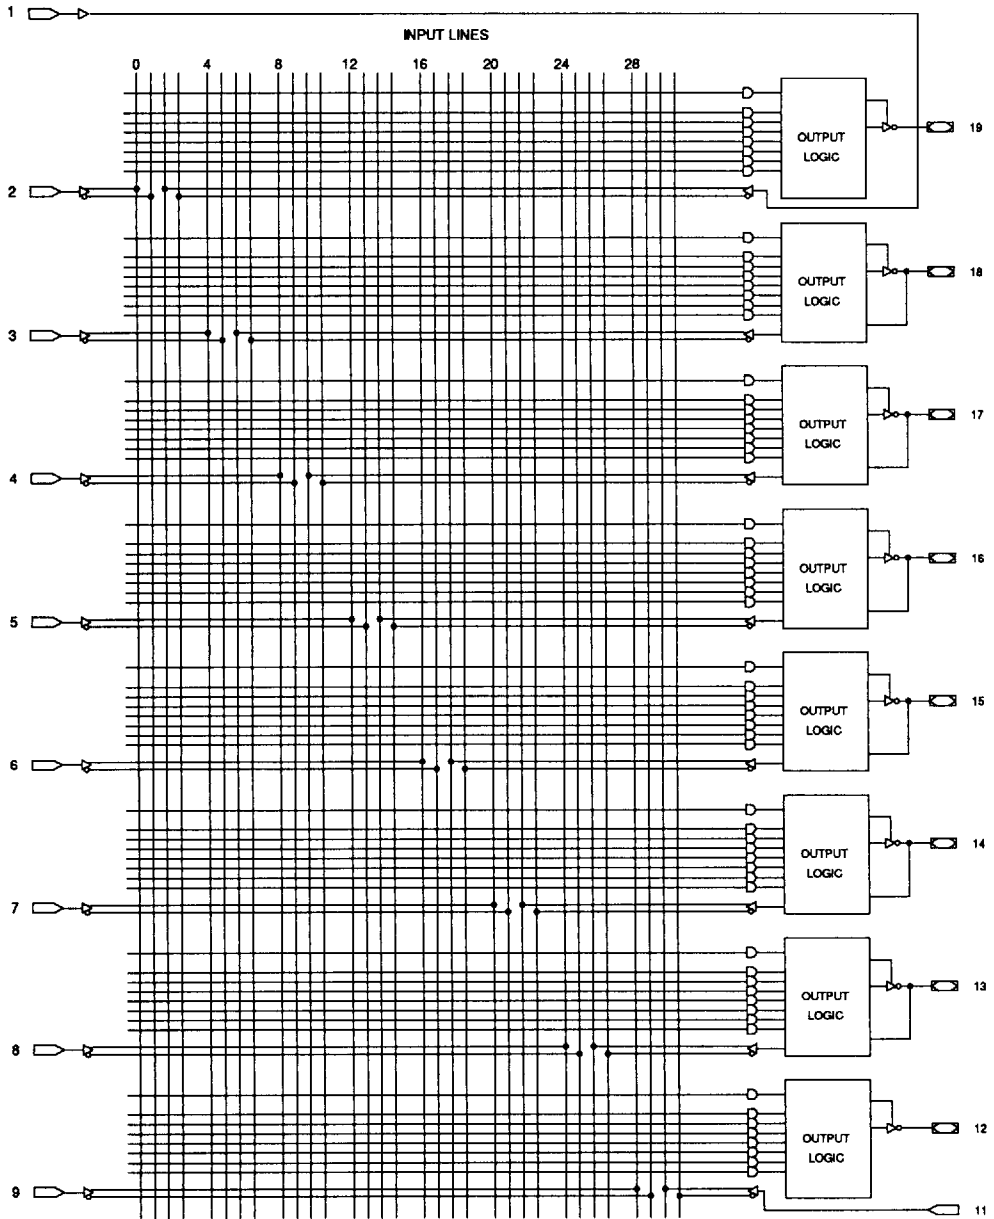 1
INPUT LINES
0 4 8 12 16 20 24 28
OUTPUT
LOGIC
19
2
OUTPUT
LOGIC
18
3
OUTPUT
LOGIC
17
4
OUTPUT
LOGIC
16
5
OUTPUT
LOGIC
15
6
OUTPUT
LOGIC
14
7
OUTPUT
LOGIC
13
8
OUTPUT
LOGIC
12
9
11